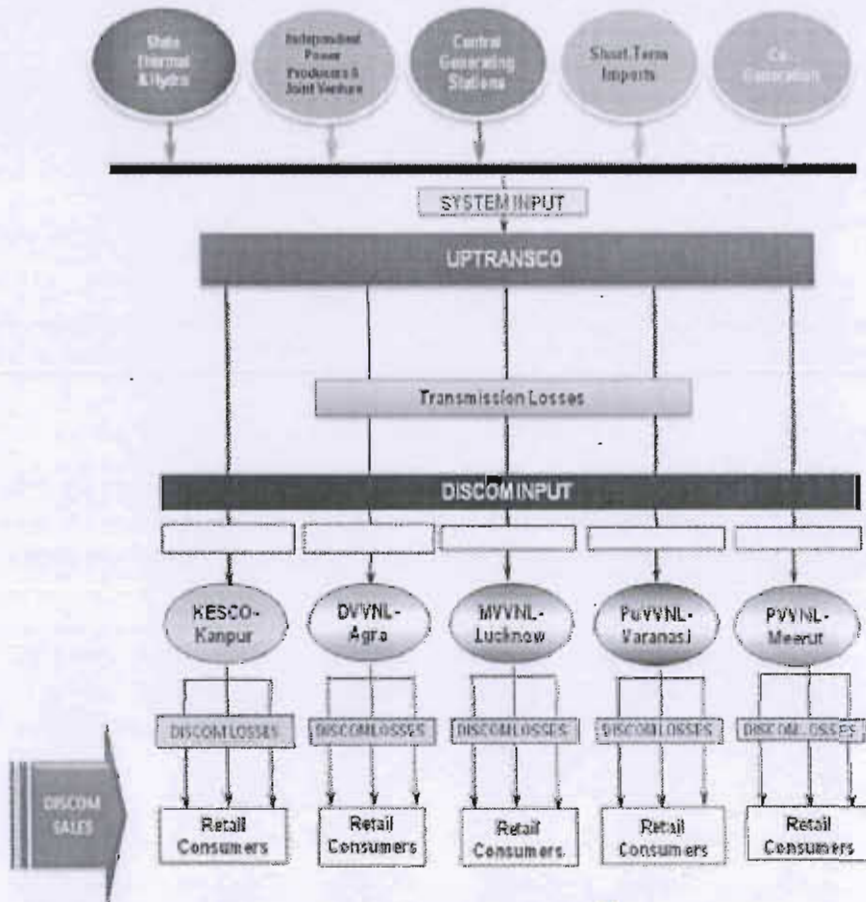 State
Thermal
& Hydro
Independent
Power
Producers &
Joint Venture
Central
Generating
Stations
Short-Term
Imports
Co-
Generation
SYSTEM INPUT
UPTRANSCO
Transmission Losses
DISCOM INPUT
KESCO-
Kanpur
DVVNL-
Agra
MVVNL-
Lucknow
PuVVNL-
Varanasi
PVVNL-
Meerut
DISCOM LOSSES
DISCOM LOSSES
DISCOM LOSSES
DISCOM LOSSES
DISCOM LOSSES
DISCOM
SALES
Retail
Consumers
Retail
Consumers
Retail
Consumers
Retail
Consumers
Retail
Consumers